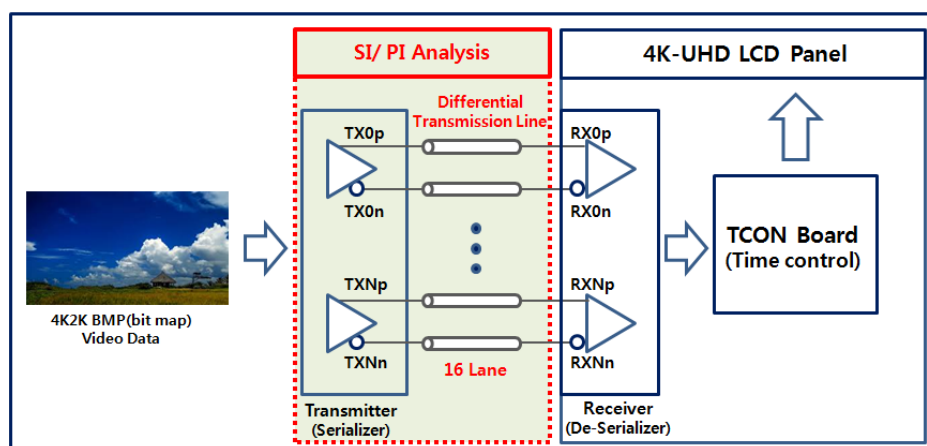 SI/ PI Analysis
4K-UHD LCD Panel
Differential
Transmission Line
TX0p
RX0p
TX0n
RX0n
TCON Board
(Time control)
TXNp
RXNp
4K2K BMP(bit map)
Video Data
TXNn
RXNn
16 Lane
Transmitter
(Serializer)
Receiver
(De-Serializer)